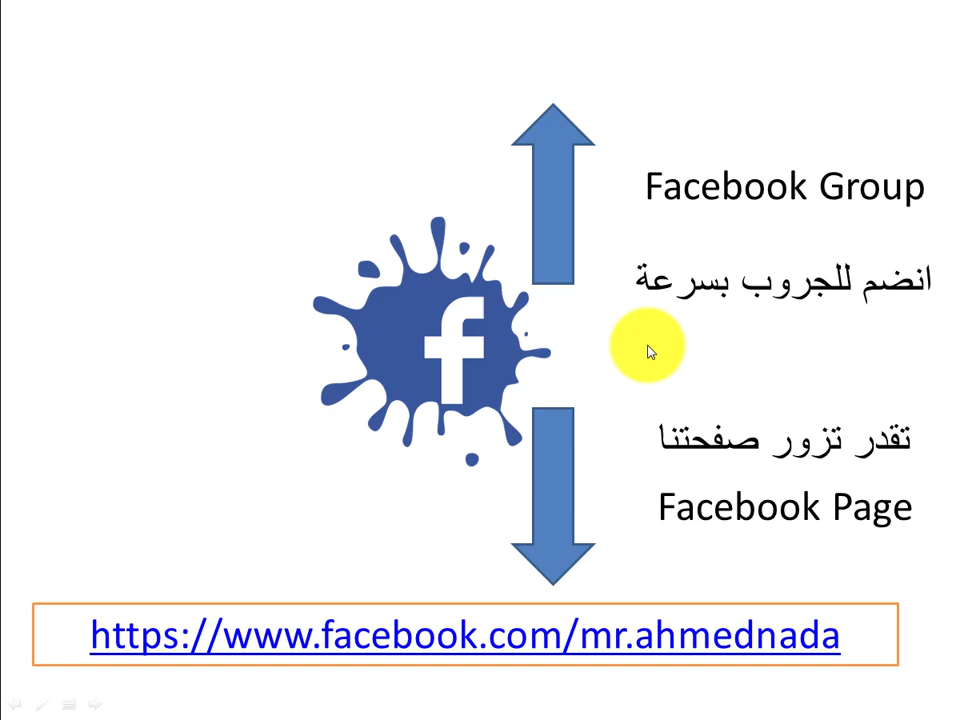 Facebook Group
انضم للجروب بسرعة
f
تقدر تزور صفحتنا
Facebook Page
https://www.facebook.com/mr.ahmednada